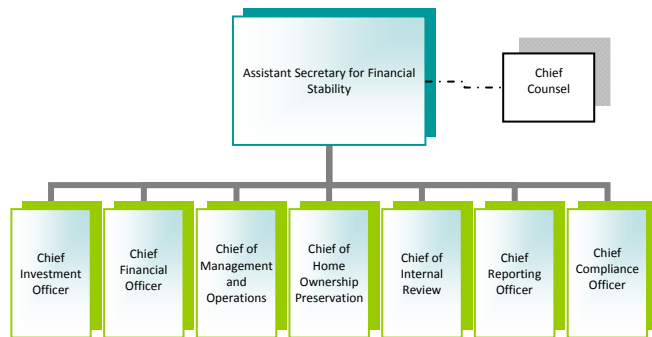 Assistant Secretary for Financial
Stability
Chief
Counsel
Chief
Investment
Officer
Chief
Financial
Officer
Chief of
Management
and
Operations
Chief of
Home
Ownership
Preservation
Chief of
Internal
Review
Chief
Reporting
Officer
Chief
Compliance
Officer